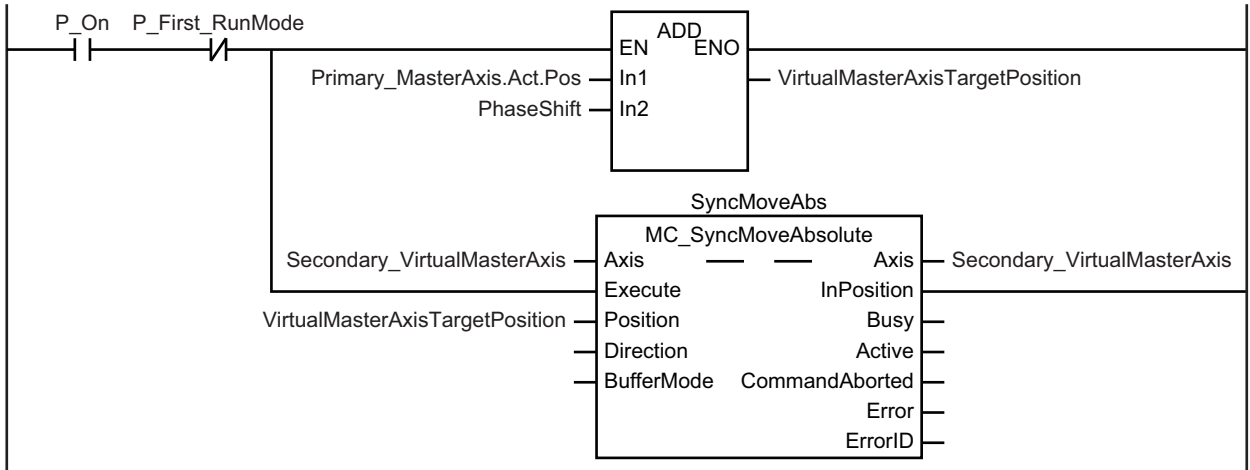 P_On P_First_RunMode
ADD
EN ENO
Primary_MasterAxis.Act.Pos In1 VirtualMasterAxisTargetPosition
PhaseShift In2
SyncMoveAbs
MC_SyncMoveAbsolute
Secondary_VirtualMasterAxis Axis Axis Secondary_VirtualMasterAxis
Execute InPosition
VirtualMasterAxisTargetPosition Position Busy
Direction Active
BufferMode CommandAborted
Error
ErrorID